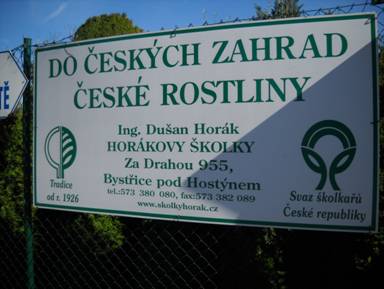 DO ČESKÝCH ZAHRAD
ČESKÉ ROSTLINY
Ing. Dušan Horák
HORÁKOVY ŠKOLKY
Za Drahou 955,
Bystřice pod Hostýnem
tel.:573 380 080, fax:573 382 089
www.skolkyhorak.cz
Tradice
od r. 1926
Svaz školkařů
České republiky